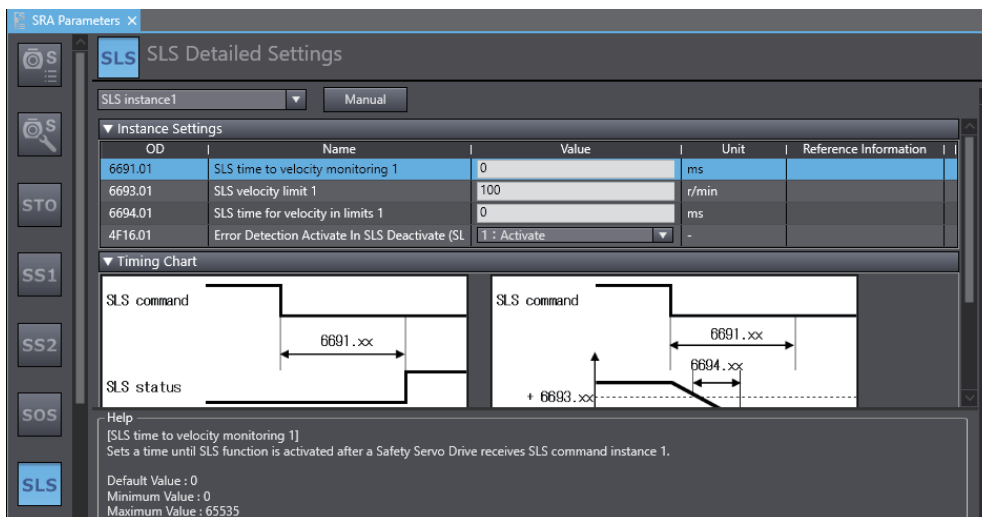 SRA Parameters ×
S
SLS SLS Detailed Settings
SLS instance1 ▼ Manual
S
▼ Instance Settings
OD Name Value Unit Reference Information
6691.01 SLS time to velocity monitoring 1 0 ms
6693.01 SLS velocity limit 1 100 r/min
6694.01 SLS time for velocity in limits 1 0 ms
4F16.01 Error Detection Activate In SLS Deactivate (SL 1 : Activate ▼ -
STO
▼ Timing Chart
SS1
SLS command
6691.xx
SLS status
SLS command
6691.xx
6694.xx
+ 6693.xx
SS2
SOS
SLS
Help
[SLS time to velocity monitoring 1]
Sets a time until SLS function is activated after a Safety Servo Drive receives SLS command instance 1.
Default Value : 0
Minimum Value : 0
Maximum Value : 65535